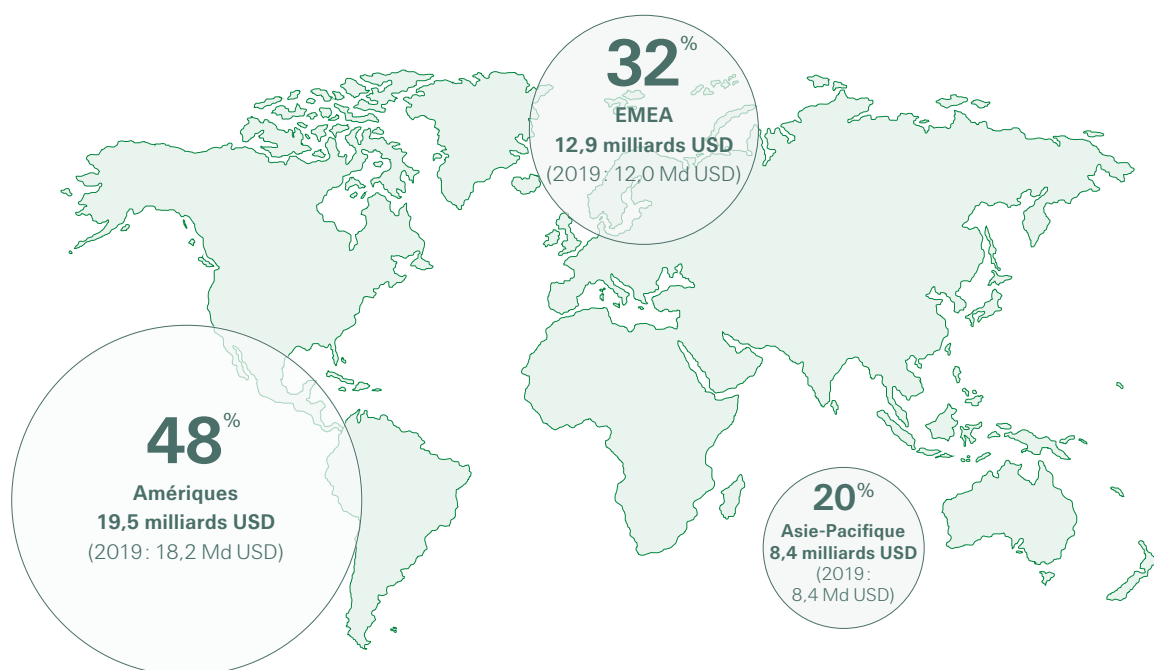 32%
EMEA
12,9 milliards USD
(2019: 12,0 Md USD)
48%
Amériques
19,5 milliards USD
(2019: 18,2 Md USD)
20%
Asie-Pacifique
8,4 milliards USD
(2019:
8,4 Md USD)